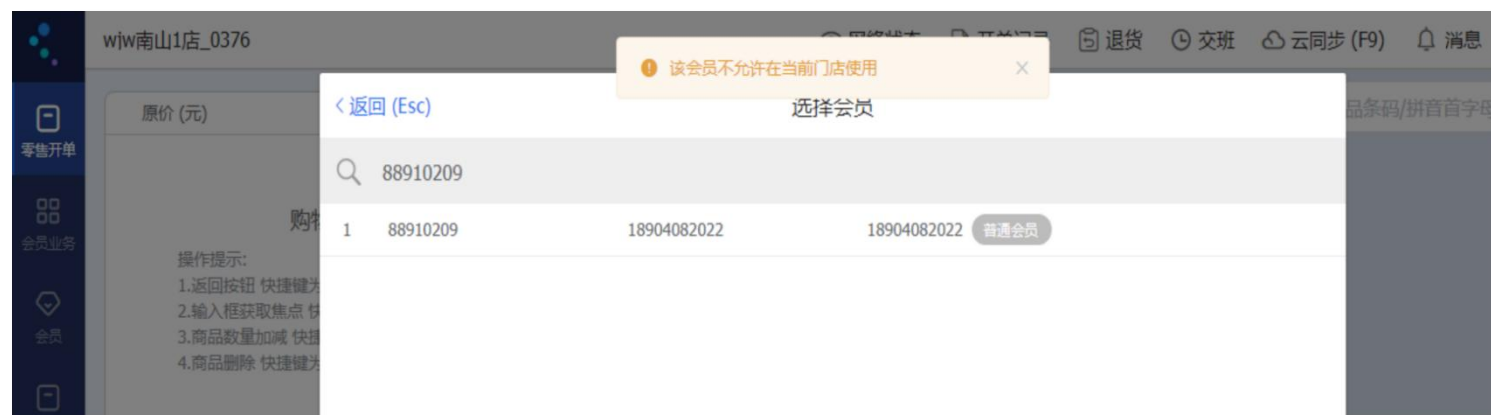 wjw南山1店_0376
退货 交班 云同步 (F9) 消息
该会员不允许在当前门店使用
原价 (元)
返回 (Esc)
选择会员
品条码/拼音首字母
零售开单
88910209
1 88910209 18904082022 18904082022 普通会员
会员业务
购物
操作提示:
1.返回按钮 快捷键为
2.输入框获取焦点 快
3.商品数量加减 快捷
4.商品删除 快捷键为
会员